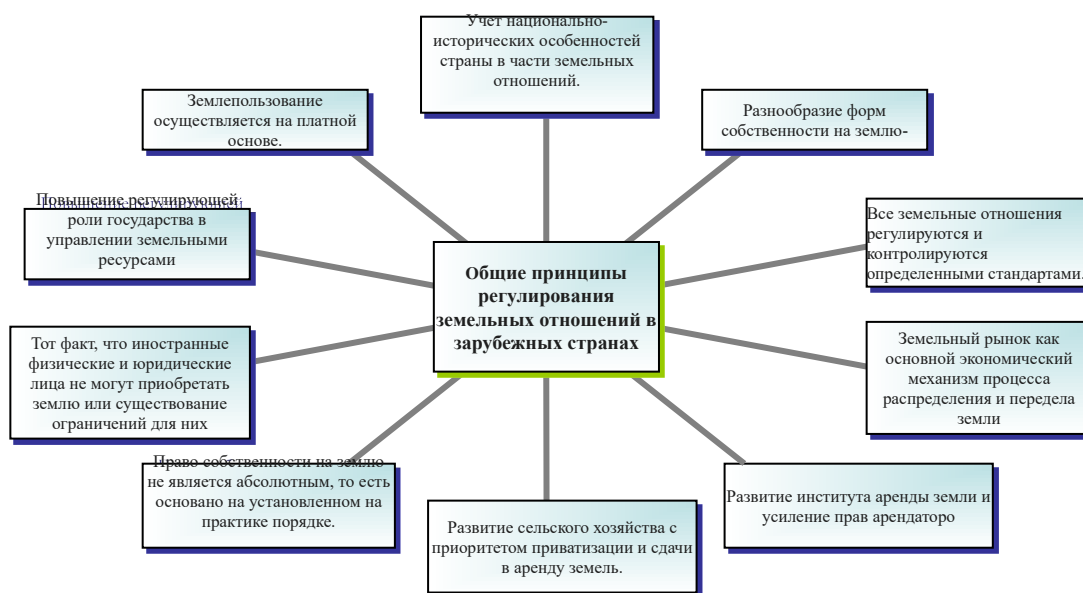 Учет национально-
исторических особенностей
страны в части земельных
отношений.
Землепользование
осуществляется на платной
основе.
Разнообразие форм
собственности на землю-
Повышение регулирующей
роли государства в
управлении земельными
ресурсами
Все земельные отношения
регулируются и
контролируются
определенными стандартами.
Общие принципы
регулирования
земельных отношений в
зарубежных странах
Тот факт, что иностранные
физические и юридические
лица не могут приобретать
землю или существование
ограничений для них
Земельный рынок как
основной экономический
механизм процесса
распределения и передела
земли
Право собственности на землю
не является абсолютным, то есть
основано на установленном на
практике порядке.
Развитие сельского хозяйства с
приоритетом приватизации и сдачи
в аренду земель.
Развитие института аренды земли и
усиление прав арендаторо